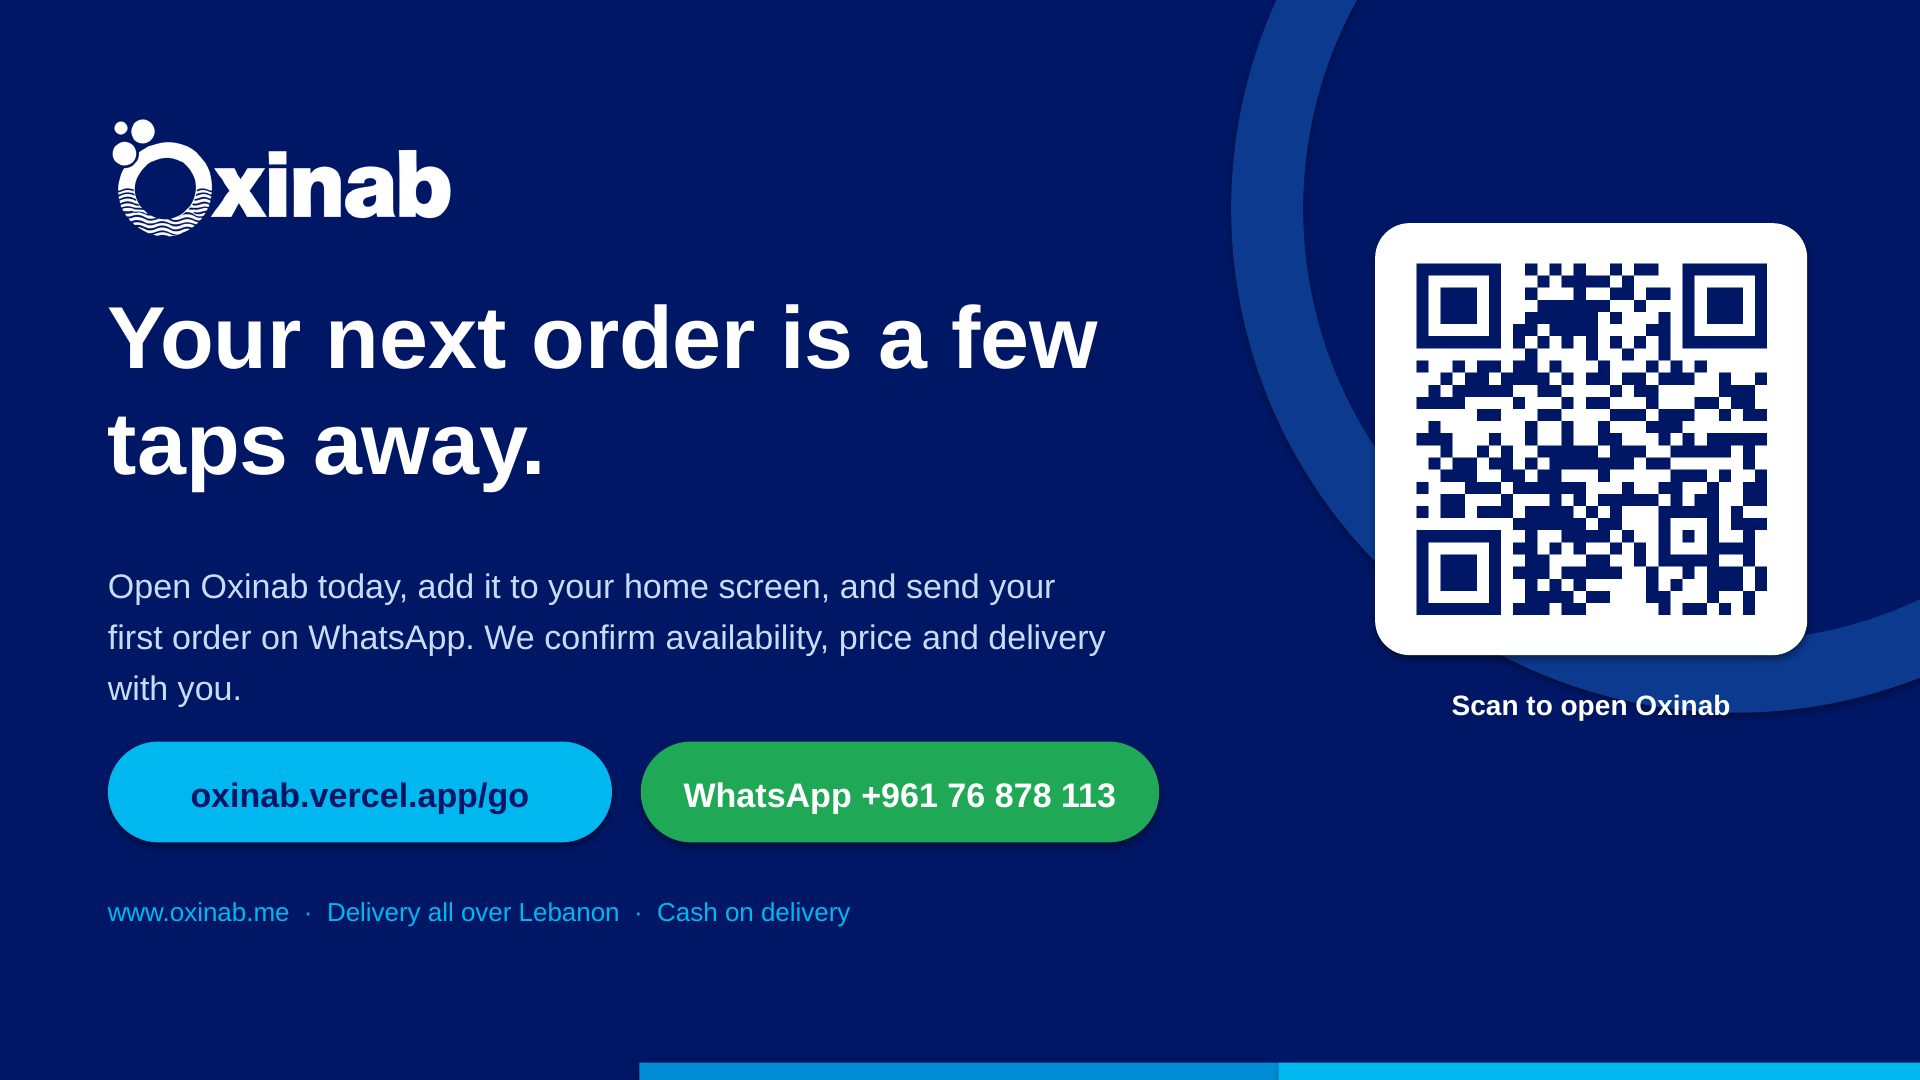 Oxinab
Your next order is a few
taps away.
Open Oxinab today, add it to your home screen, and send your
first order on WhatsApp. We confirm availability, price and delivery
with you.
oxinab.vercel.app/go
WhatsApp +961 76 878 113
www.oxinab.me · Delivery all over Lebanon · Cash on delivery
Scan to open Oxinab